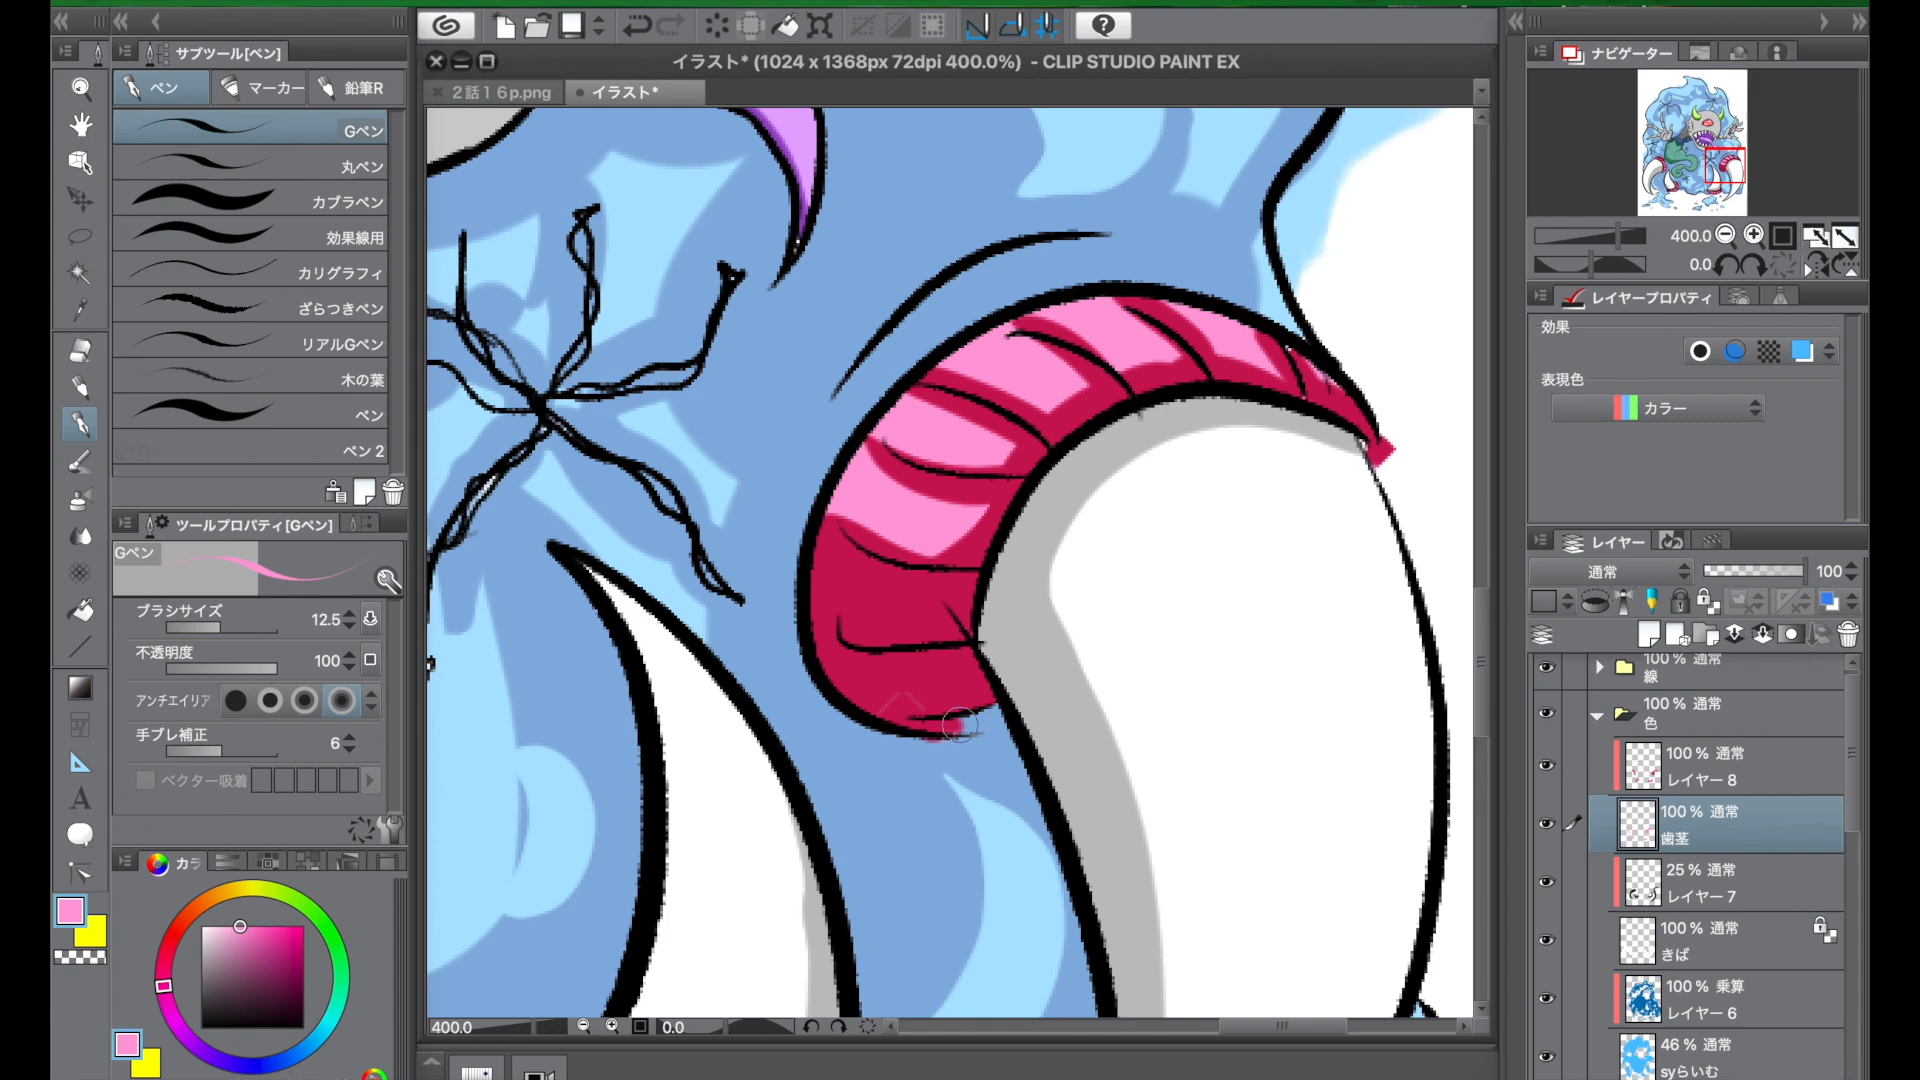 サブツール[ペン]
ペン
マーカー
鉛筆R
Gペン
丸ペン
カブラペン
効果線用
カリグラフィ
ざらつきペン
リアルGペン
木の葉
ペン
ペン 2
ツールプロパティ[Gペン]
Gペン
ブラシサイズ
12.5
不透明度
100
アンチエイリア
手ブレ補正
6
ベクター吸着
カラ
イラスト* (1024 x 1368px 72dpi 400.0%) - CLIP STUDIO PAINT EX
2話16p.png
イラスト*
400.0
0.0
ナビゲーター
400.0
0.0
レイヤープロパティ
効果
表現色
カラー
レイヤー
通常
100
100 % 通常
線
100 % 通常
色
100 % 通常
レイヤー 8
100 % 通常
歯茎
25 % 通常
レイヤー 7
100 % 通常
きば
100 % 乗算
レイヤー 6
46 % 通常
syらいむ